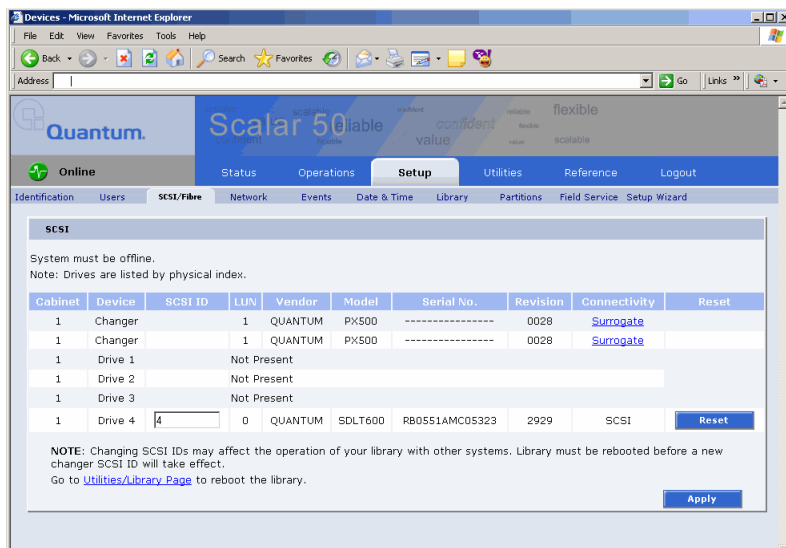 Devices - Microsoft Internet Explorer
File Edit View Favorites Tools Help
Back Search Favorites
Address Go Links »
Quantum.
Scalar 50
scalable reliable confident value flexible
reliable flexible value scalable
Online Status Operations Setup Utilities Reference Logout
Identification Users SCSI/Fibre Network Events Date & Time Library Partitions Field Service Setup Wizard
SCSI
System must be offline.
Note: Drives are listed by physical index.
Cabinet Device SCSI ID LUN Vendor Model Serial No. Revision Connectivity Reset
1 Changer 1 QUANTUM PX500 ---------------- 0028 Surrogate
1 Changer 1 QUANTUM PX500 ---------------- 0028 Surrogate
1 Drive 1 Not Present
1 Drive 2 Not Present
1 Drive 3 Not Present
1 Drive 4 4 0 QUANTUM SDLT600 RB0551AMC05323 2929 SCSI Reset
NOTE: Changing SCSI IDs may affect the operation of your library with other systems. Library must be rebooted before a new
changer SCSI ID will take effect.
Go to Utilities/Library Page to reboot the library.
Apply